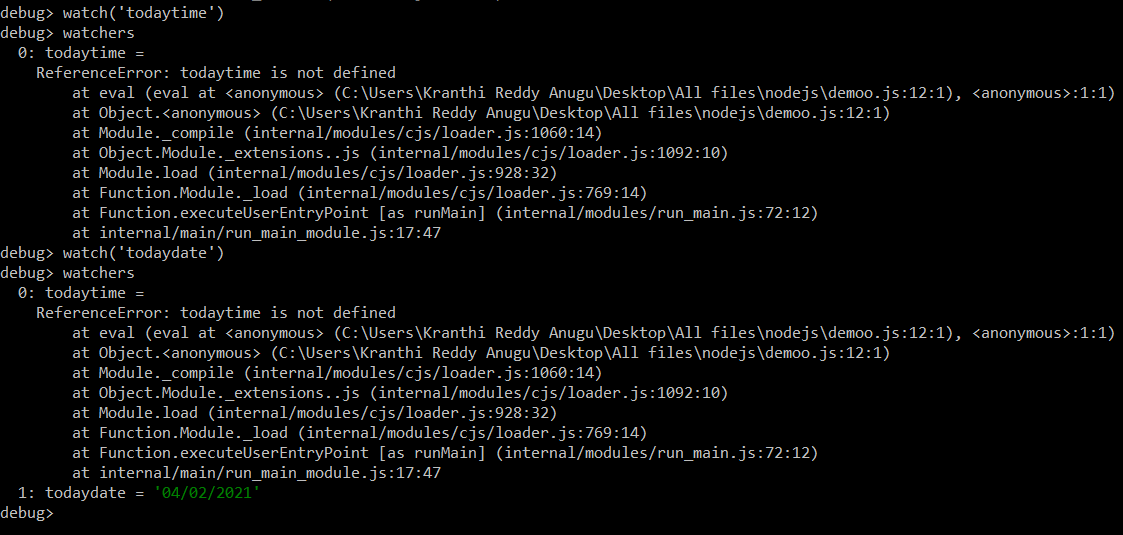 debug> watch('todaytime')
debug> watchers
  0: todaytime =
    ReferenceError: todaytime is not defined
        at eval (eval at <anonymous> (C:\Users\Kranthi Reddy Anugu\Desktop\All files\nodejs\demoo.js:12:1), <anonymous>:1:1)
        at Object.<anonymous> (C:\Users\Kranthi Reddy Anugu\Desktop\All files\nodejs\demoo.js:12:1)
        at Module._compile (internal/modules/cjs/loader.js:1060:14)
        at Object.Module._extensions..js (internal/modules/cjs/loader.js:1092:10)
        at Module.load (internal/modules/cjs/loader.js:928:32)
        at Function.Module._load (internal/modules/cjs/loader.js:769:14)
        at Function.executeUserEntryPoint [as runMain] (internal/modules/run_main.js:72:12)
        at internal/main/run_main_module.js:17:47
debug> watch('todaydate')
debug> watchers
  0: todaytime =
    ReferenceError: todaytime is not defined
        at eval (eval at <anonymous> (C:\Users\Kranthi Reddy Anugu\Desktop\All files\nodejs\demoo.js:12:1), <anonymous>:1:1)
        at Object.<anonymous> (C:\Users\Kranthi Reddy Anugu\Desktop\All files\nodejs\demoo.js:12:1)
        at Module._compile (internal/modules/cjs/loader.js:1060:14)
        at Object.Module._extensions..js (internal/modules/cjs/loader.js:1092:10)
        at Module.load (internal/modules/cjs/loader.js:928:32)
        at Function.Module._load (internal/modules/cjs/loader.js:769:14)
        at Function.executeUserEntryPoint [as runMain] (internal/modules/run_main.js:72:12)
        at internal/main/run_main_module.js:17:47
  1: todaydate = '04/02/2021'
debug>